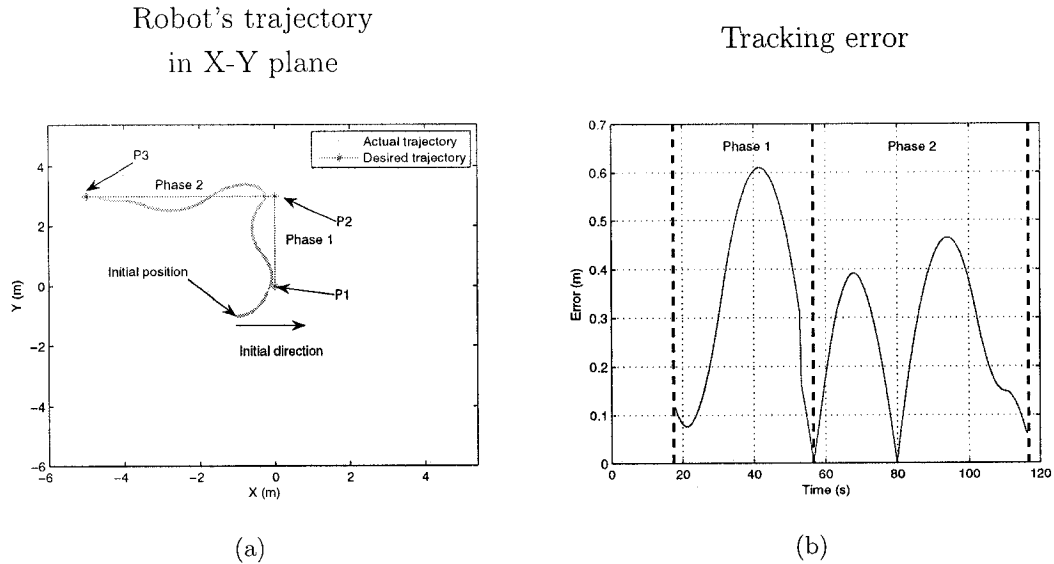 Robot's trajectory
in X-Y plane
Tracking error
Actual trajectory
Desired trajectory
P3
Phase 2
P2
Phase 1
Initial position
P1
Initial direction
4
2
0
−2
−4
−6
Y (m)
−6
−4
−2
0
2
4
X (m)
(a)
Phase 1
Phase 2
0.7
0.6
0.5
0.4
0.3
0.2
0.1
0
Error (m)
0
20
40
60
80
100
120
Time (s)
(b)